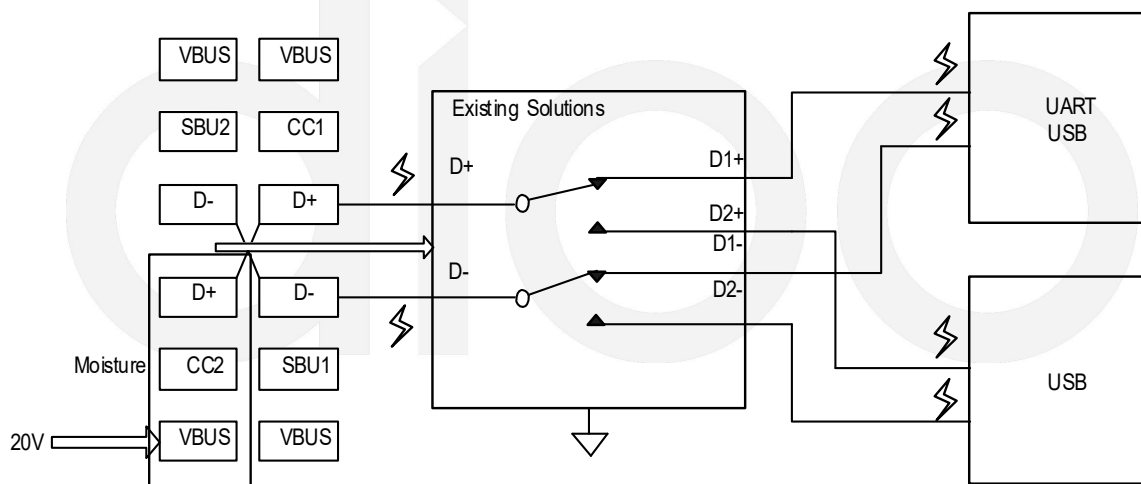 VBUS VBUS
SBU2 CC1
D- D+
D+ D-
Moisture CC2 SBU1
20V VBUS VBUS
Existing Solutions
D+ D1+
D2+
D- D1-
D2-
UART
USB
USB
dioo